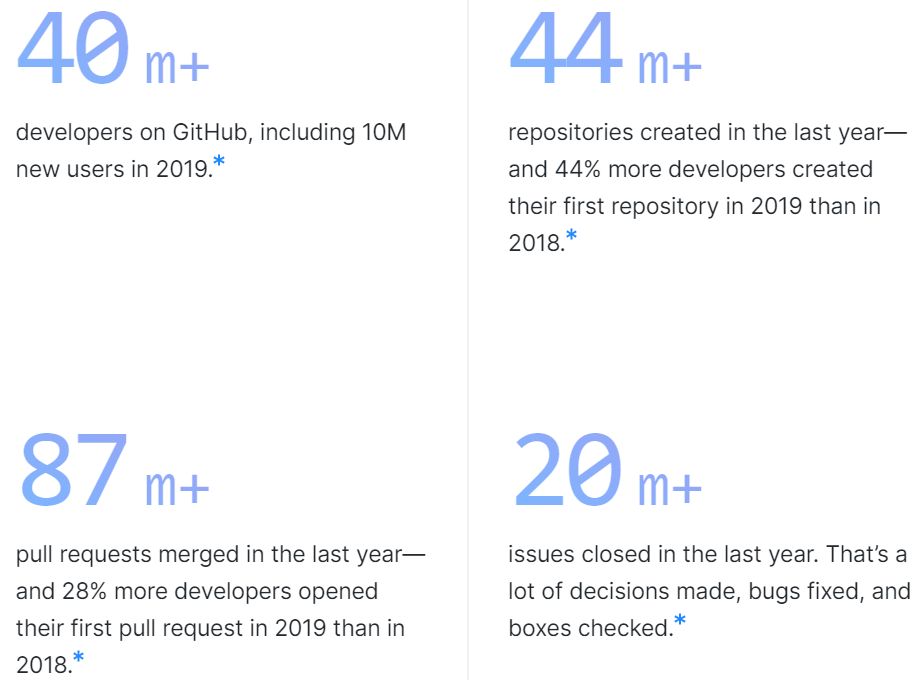 40 m+
developers on GitHub, including 10M
new users in 2019.*
44 m+
repositories created in the last year—
and 44% more developers created
their first repository in 2019 than in
2018.*
87 m+
pull requests merged in the last year—
and 28% more developers opened
their first pull request in 2019 than in
2018.*
20 m+
issues closed in the last year. That’s a
lot of decisions made, bugs fixed, and
boxes checked.*